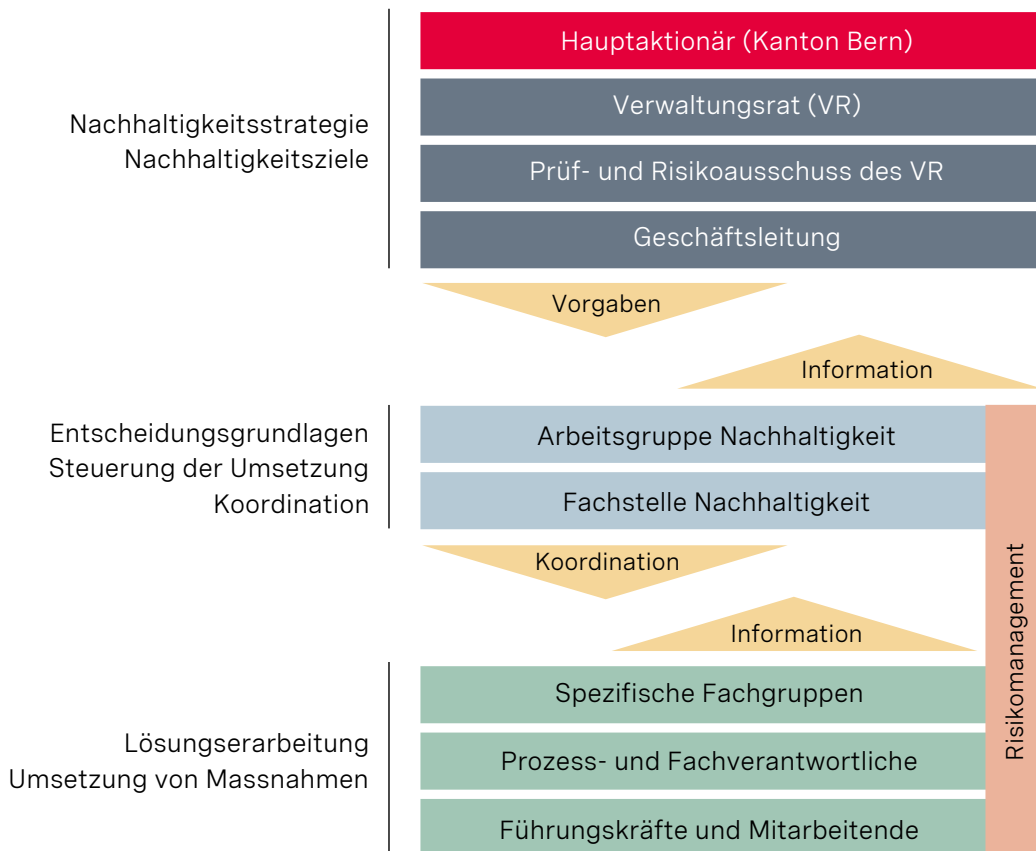 Nachhaltigkeitsstrategie
Nachhaltigkeitsziele
Hauptaktionär (Kanton Bern)
Verwaltungsrat (VR)
Prüf- und Risikoausschuss des VR
Geschäftsleitung
Vorgaben
Information
Entscheidungsgrundlagen
Steuerung der Umsetzung
Koordination
Arbeitsgruppe Nachhaltigkeit
Fachstelle Nachhaltigkeit
Koordination
Information
Lösungserarbeitung
Umsetzung von Massnahmen
Spezifische Fachgruppen
Prozess- und Fachverantwortliche
Führungskräfte und Mitarbeitende
Risikomanagement